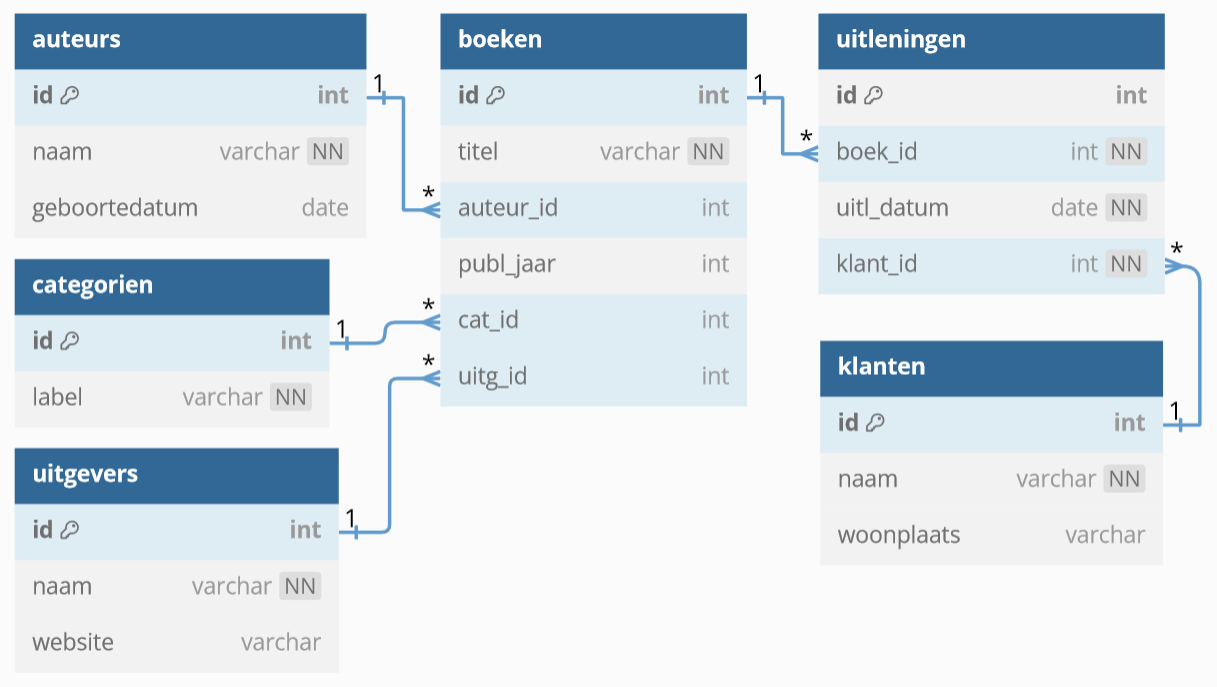 auteurs
id int
naam varchar NN
geboortedatum date
1
*
categorien
id int
label varchar NN
1
*
uitgevers
id int
naam varchar NN
website varchar
1
*
boeken
id int
titel varchar NN
auteur_id int
publ_jaar int
cat_id int
uitg_id int
1
*
uitleningen
id int
boek_id int NN
uitl_datum date NN
klant_id int NN
*
klanten
id int
naam varchar NN
woonplaats varchar
1